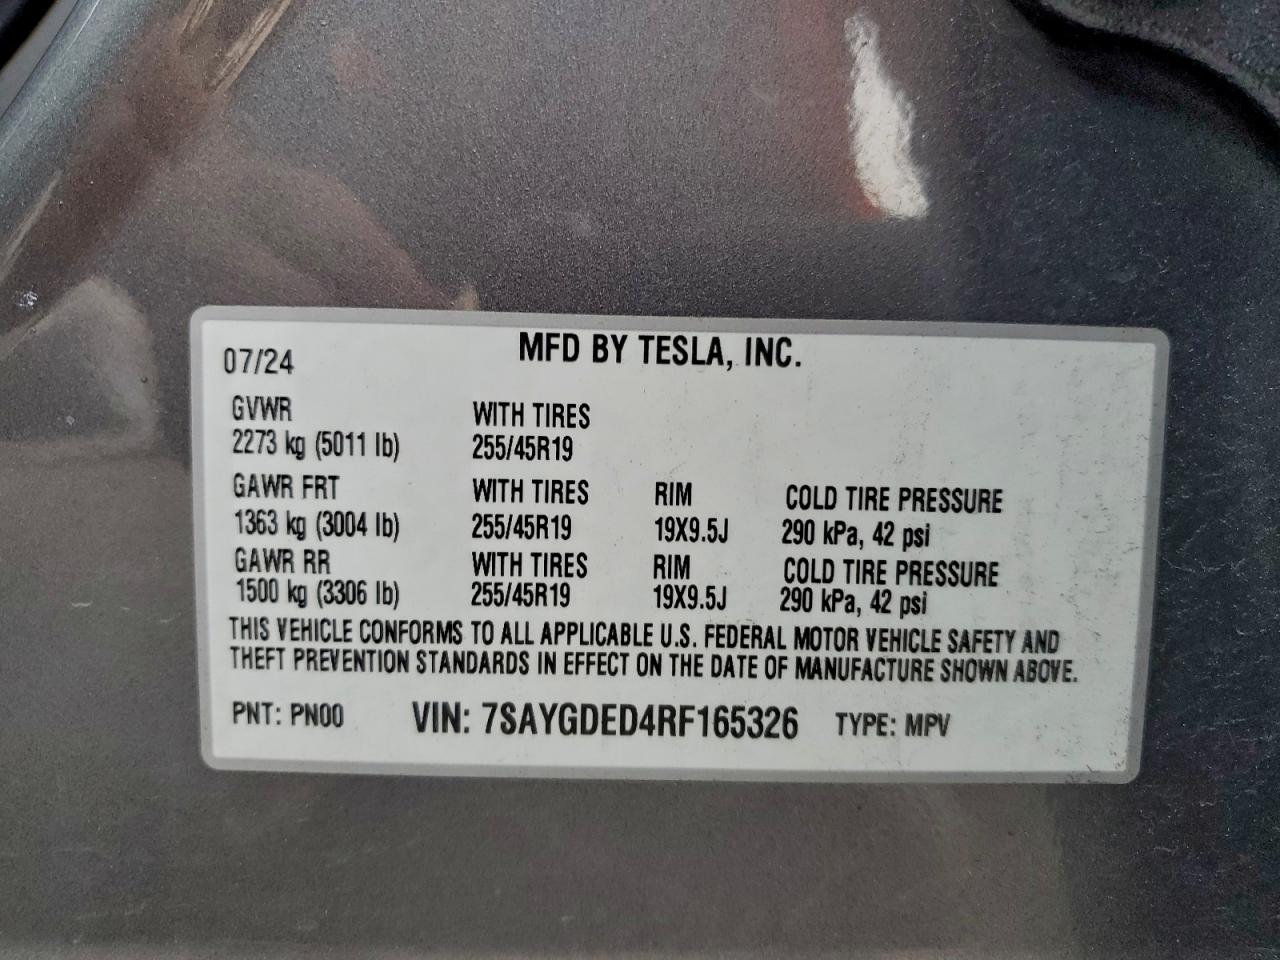 MFD BY TESLA, INC.
07/24
GVWR WITH TIRES
2273 kg (5011 lb) 255/45R19
GAWR FRT WITH TIRES RIM COLD TIRE PRESSURE
1363 kg (3004 lb) 255/45R19 19X9.5J 290 kPa, 42 psi
GAWR RR WITH TIRES RIM COLD TIRE PRESSURE
1500 kg (3306 lb) 255/45R19 19X9.5J 290 kPa, 42 psi
THIS VEHICLE CONFORMS TO ALL APPLICABLE U.S. FEDERAL MOTOR VEHICLE SAFETY AND
THEFT PREVENTION STANDARDS IN EFFECT ON THE DATE OF MANUFACTURE SHOWN ABOVE.
PNT: PN00 VIN: 7SAYGDED4RF165326 TYPE: MPV